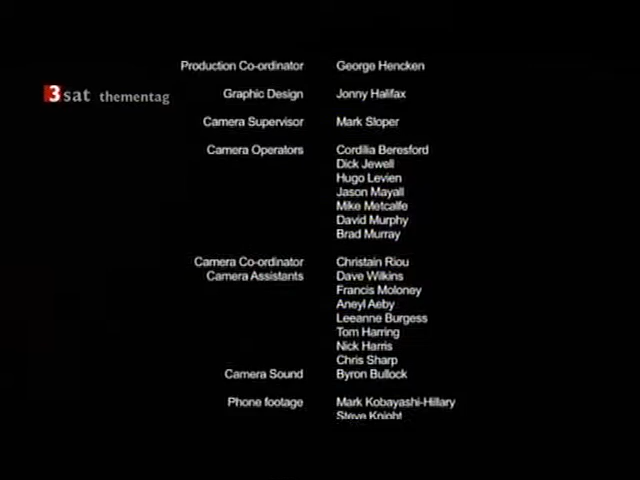 Production Co-ordinator George Hencken
3sat thementag
Graphic Design Jonny Halifax
Camera Supervisor Mark Sloper
Camera Operators Cordilia Beresford
Dick Jewell
Hugo Levien
Jason Mayall
Mike Metcalfe
David Murphy
Brad Murray
Camera Co-ordinator Christain Riou
Camera Assistants Dave Wilkins
Francis Moloney
Aneyl Aeby
Leeanne Burgess
Tom Harring
Nick Harris
Chris Sharp
Camera Sound Byron Bullock
Phone footage Mark Kobayashi-Hillary
Steve Knight